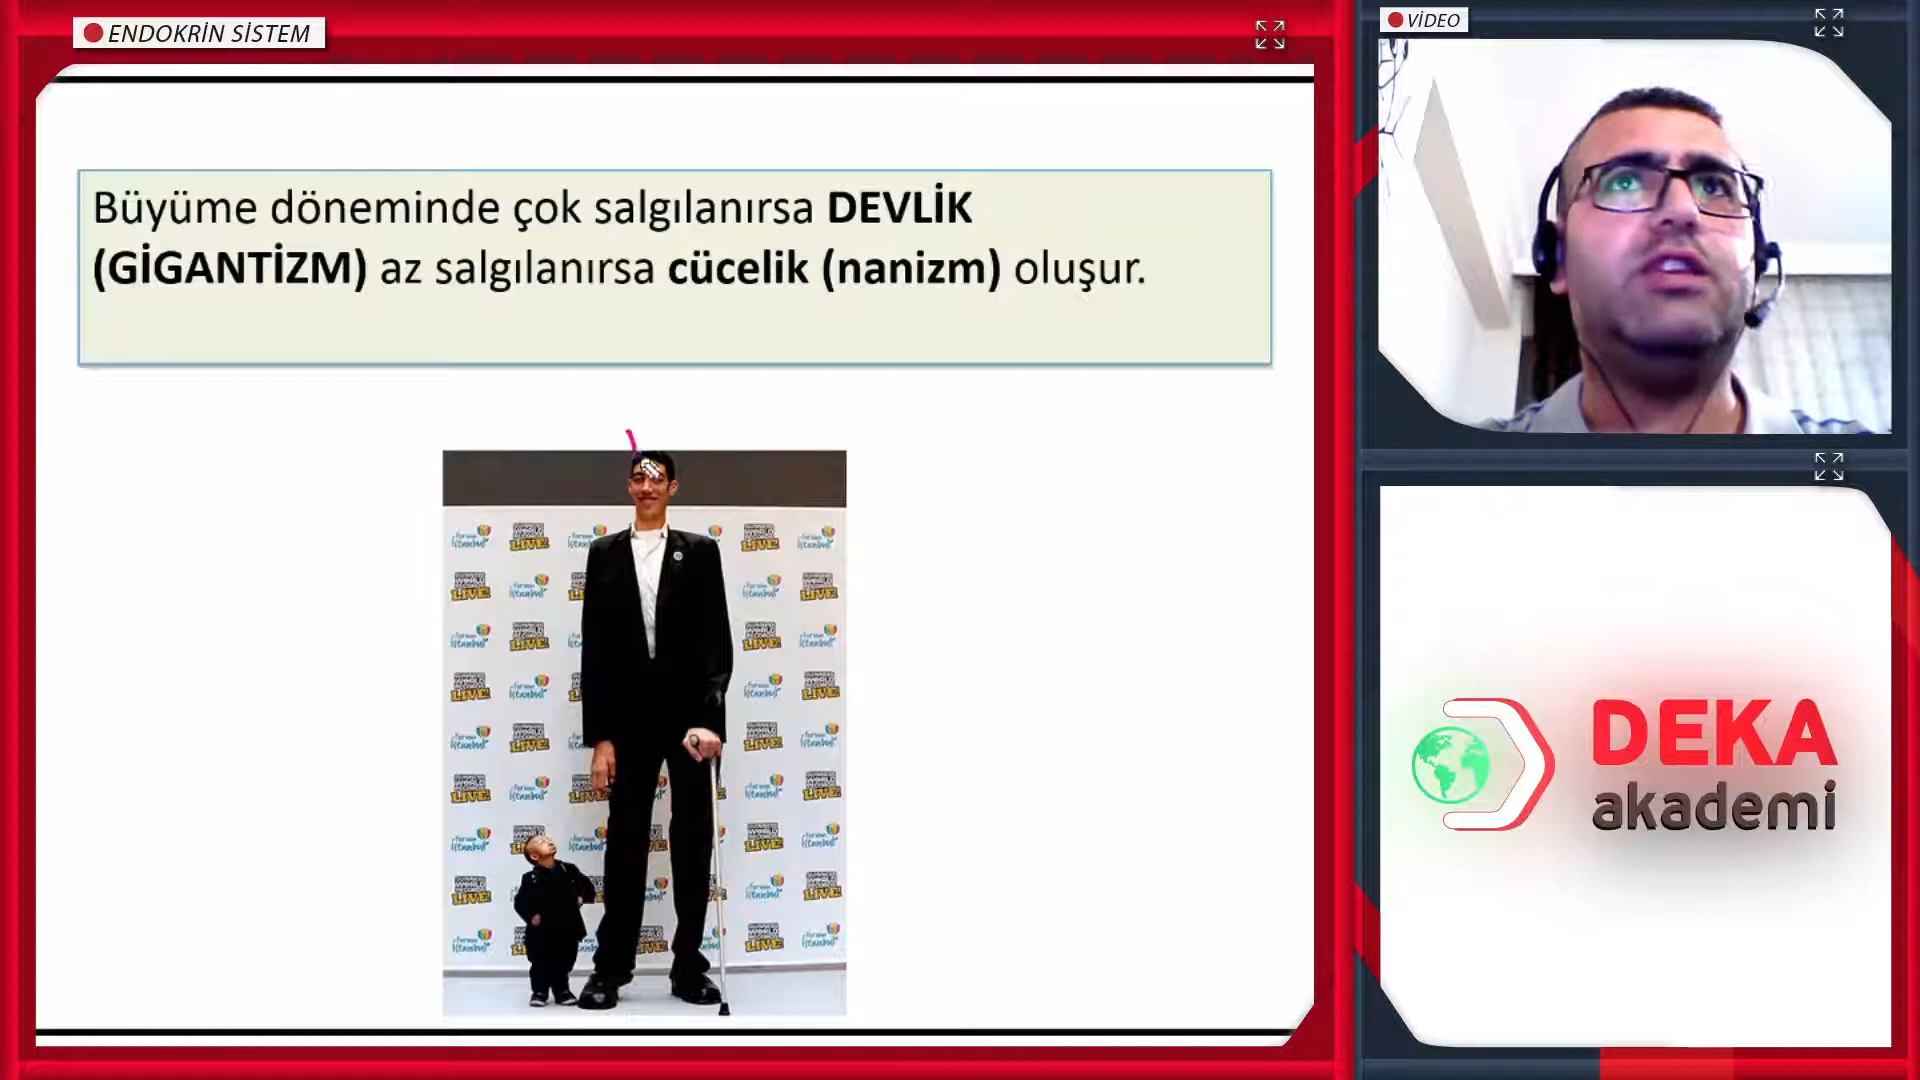 ENDOKRİN SİSTEM
VİDEO
Büyüme döneminde çok salgılanırsa DEVLİK
(GİGANTİZM) az salgılanırsa cücelik (nanizm) oluşur.
DEKA
akademi